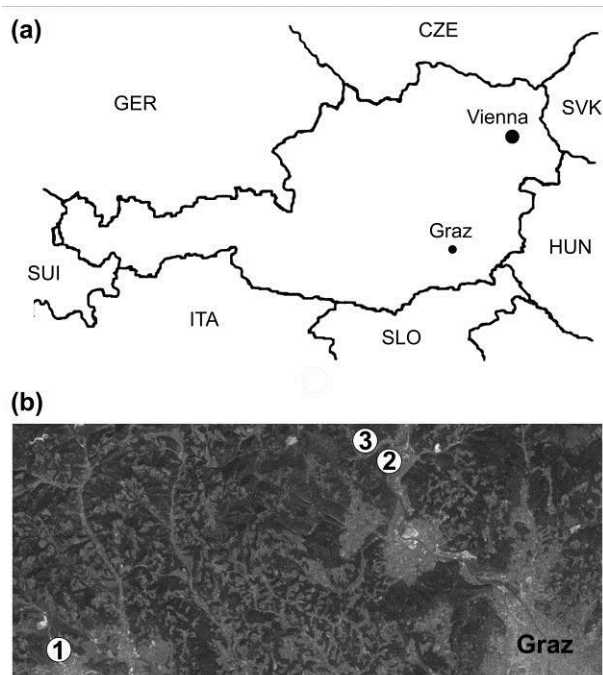 (a)
CZE
GER
SVK
Vienna
Graz
HUN
SUI
ITA
SLO
(b)
3
2
1
Graz